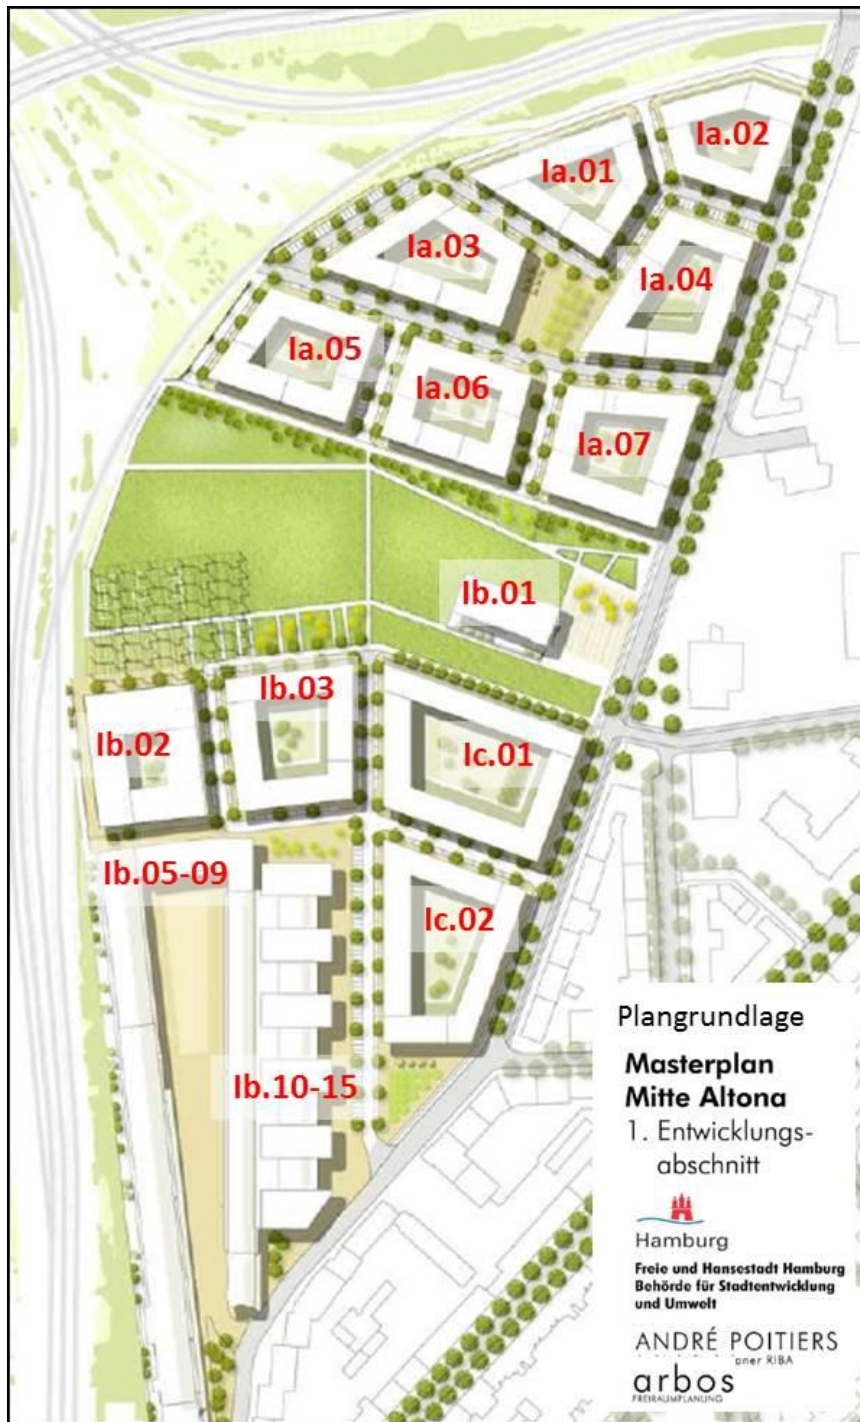 Ia.02
Ia.01
Ia.03
Ia.04
Ia.05
Ia.06
Ia.07
Ib.01
Ib.03
Ib.02
Ic.01
Ib.05-09
Ic.02
Ib.10-15
Plangrundlage
Masterplan
Mitte Altona
1. Entwicklungs-
abschnitt
Hamburg
Freie und Hansestadt Hamburg
Behörde für Stadtentwicklung
und Umwelt
ANDRÉ POITIERS
RIBA
arbos
FREIRAUMPLANUNG